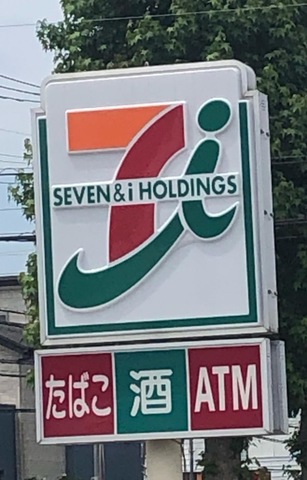 SEVEN & i HOLDINGS
たばこ 酒 ATM